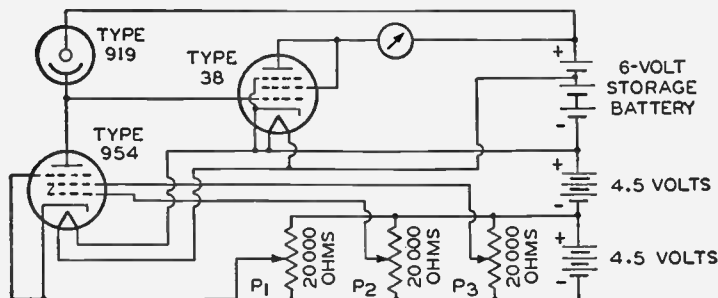 TYPE
919
TYPE
38
+
6-VOLT
STORAGE
BATTERY
-
TYPE
954
+
4.5 VOLTS
-
+
4.5 VOLTS
-
P1
20000
OHMS
P2
20000
OHMS
P3
20000
OHMS